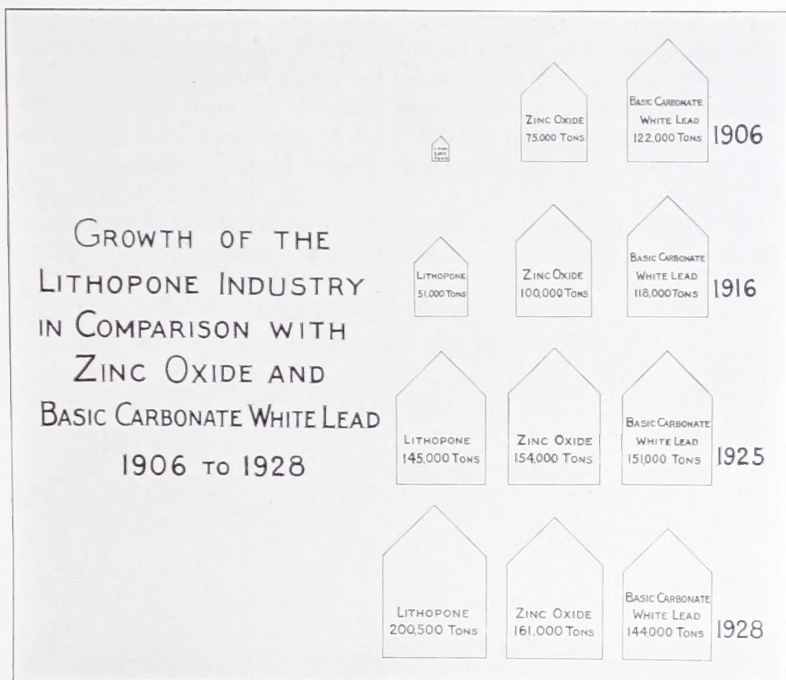 GROWTH OF THE
LITHOPONE INDUSTRY
IN COMPARISON WITH
ZINC OXIDE AND
BASIC CARBONATE WHITE LEAD
1906 TO 1928
ZINC OXIDE
75.000 TONS
BASIC CARBONATE
WHITE LEAD
122,000 TONS
1906
LITHOPONE
51,000 TONS
ZINC OXIDE
100,000 TONS
BASIC CARBONATE
WHITE LEAD
118,000 TONS
1916
LITHOPONE
145,000 TONS
ZINC OXIDE
154,000 TONS
BASIC CARBONATE
WHITE LEAD
151,000 TONS
1925
LITHOPONE
200,500 TONS
ZINC OXIDE
161,000 TONS
BASIC CARBONATE
WHITE LEAD
144,000 TONS
1928